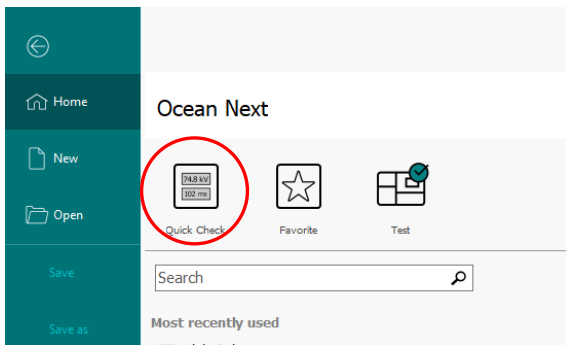 Home
New
Open
Save
Save as
Ocean Next
74.8 kV
102 ms
Quick Check
Favorite
Test
Search
Most recently used